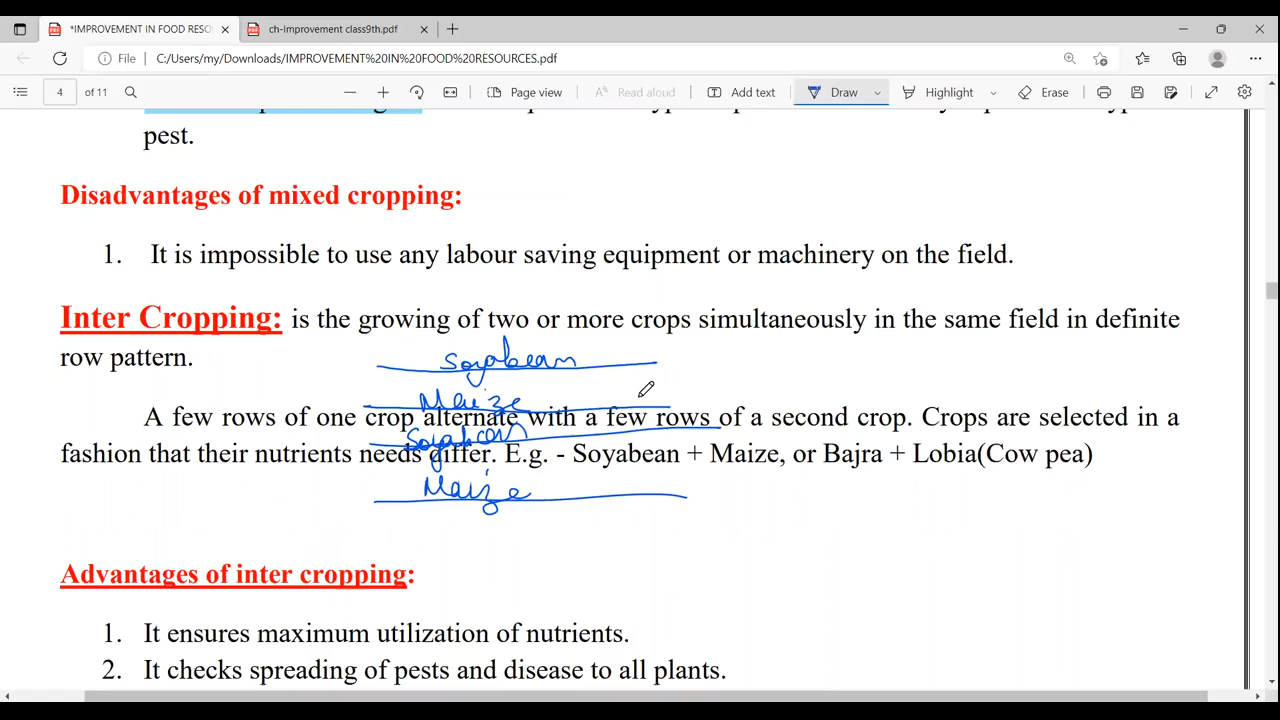 *IMPROVEMENT IN FOOD RESO
ch-improvement class9th.pdf
File C:/Users/my/Downloads/IMPROVEMENT%20IN%20FOOD%20RESOURCES.pdf
4 of 11 Page view Read aloud Add text Draw Highlight Erase
pest.
Disadvantages of mixed cropping:
1. It is impossible to use any labour saving equipment or machinery on the field.
Inter Cropping: is the growing of two or more crops simultaneously in the same field in definite
row pattern.
Soyabean
Maize
A few rows of one crop alternate with a few rows of a second crop. Crops are selected in a
Soyabean
fashion that their nutrients needs differ. E.g. - Soyabean + Maize, or Bajra + Lobia(Cow pea)
Maize
Advantages of inter cropping:
1. It ensures maximum utilization of nutrients.
2. It checks spreading of pests and disease to all plants.